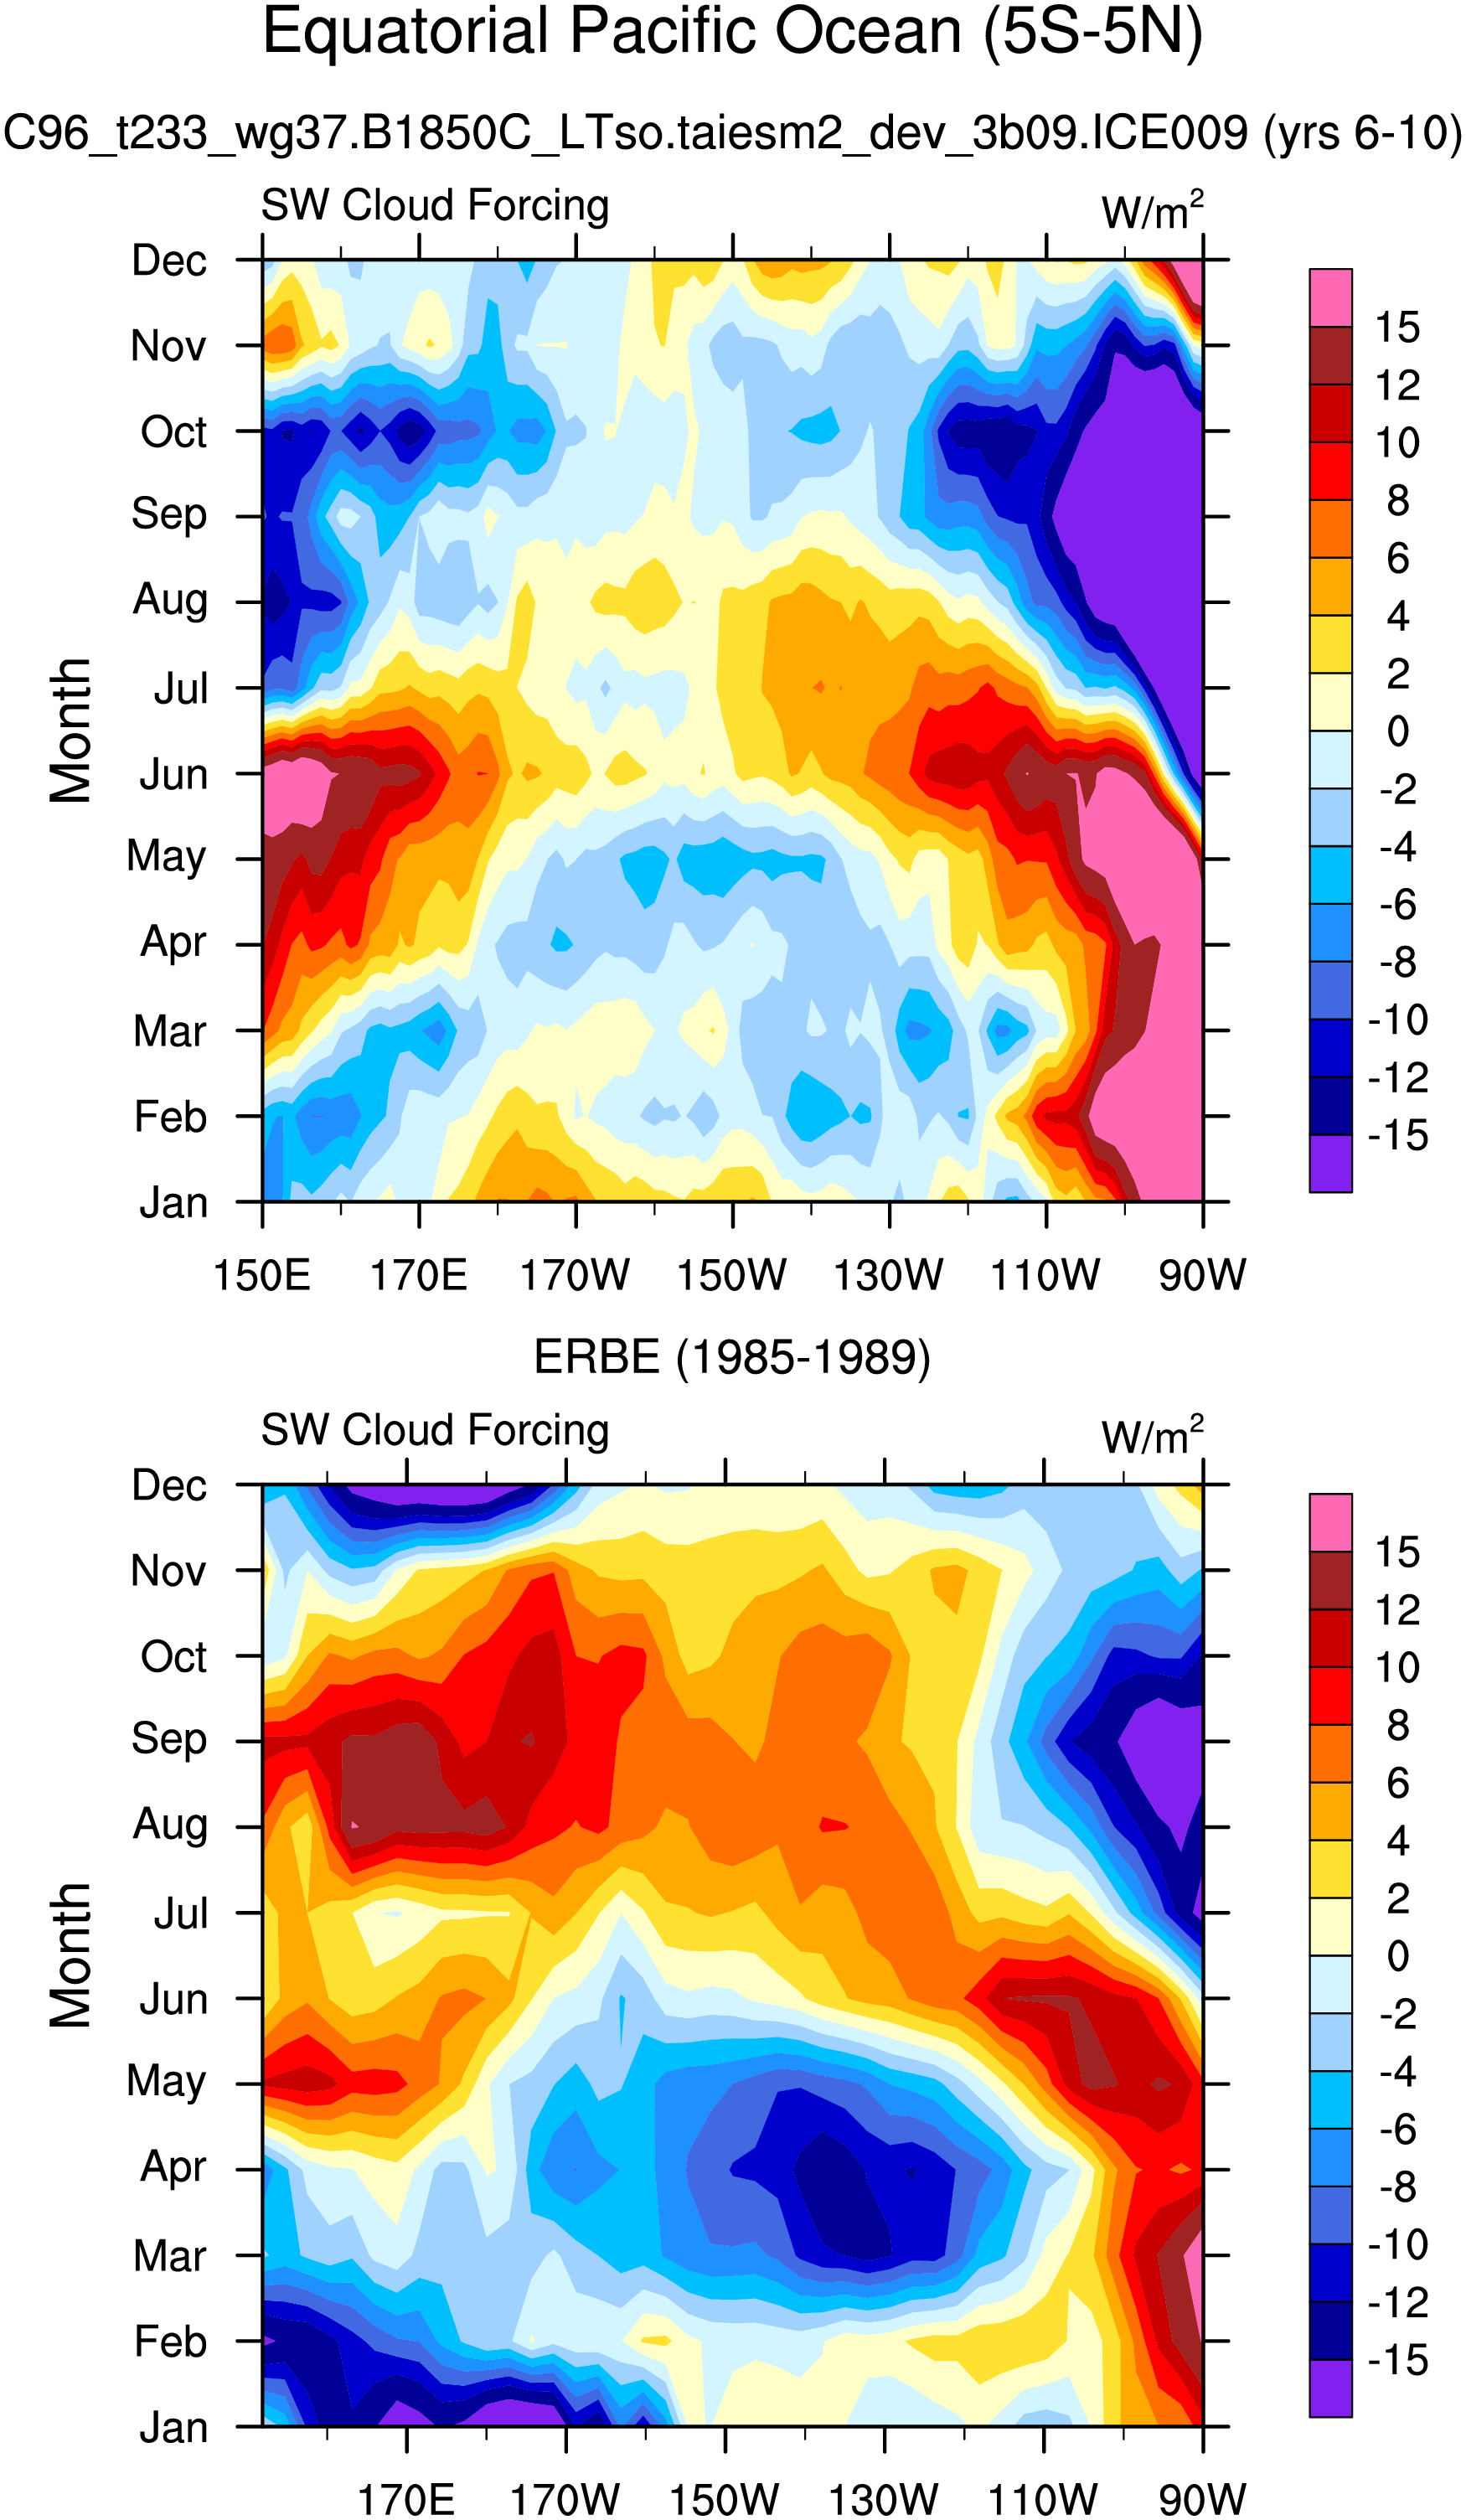 Equatorial Pacific Ocean (5S-5N)
C96_t233_wg37.B1850C_LTso.taiesm2_dev_3b09.ICE009 (yrs 6-10)
SW Cloud Forcing W/m²
Dec
Nov
Oct
Sep
Aug
Jul
Jun
May
Apr
Mar
Feb
Jan
Month
150E 170E 170W 150W 130W 110W 90W
15
12
10
8
6
4
2
0
-2
-4
-6
-8
-10
-12
-15
ERBE (1985-1989)
SW Cloud Forcing W/m²
Dec
Nov
Oct
Sep
Aug
Jul
Jun
May
Apr
Mar
Feb
Jan
Month
170E 170W 150W 130W 110W 90W
15
12
10
8
6
4
2
0
-2
-4
-6
-8
-10
-12
-15